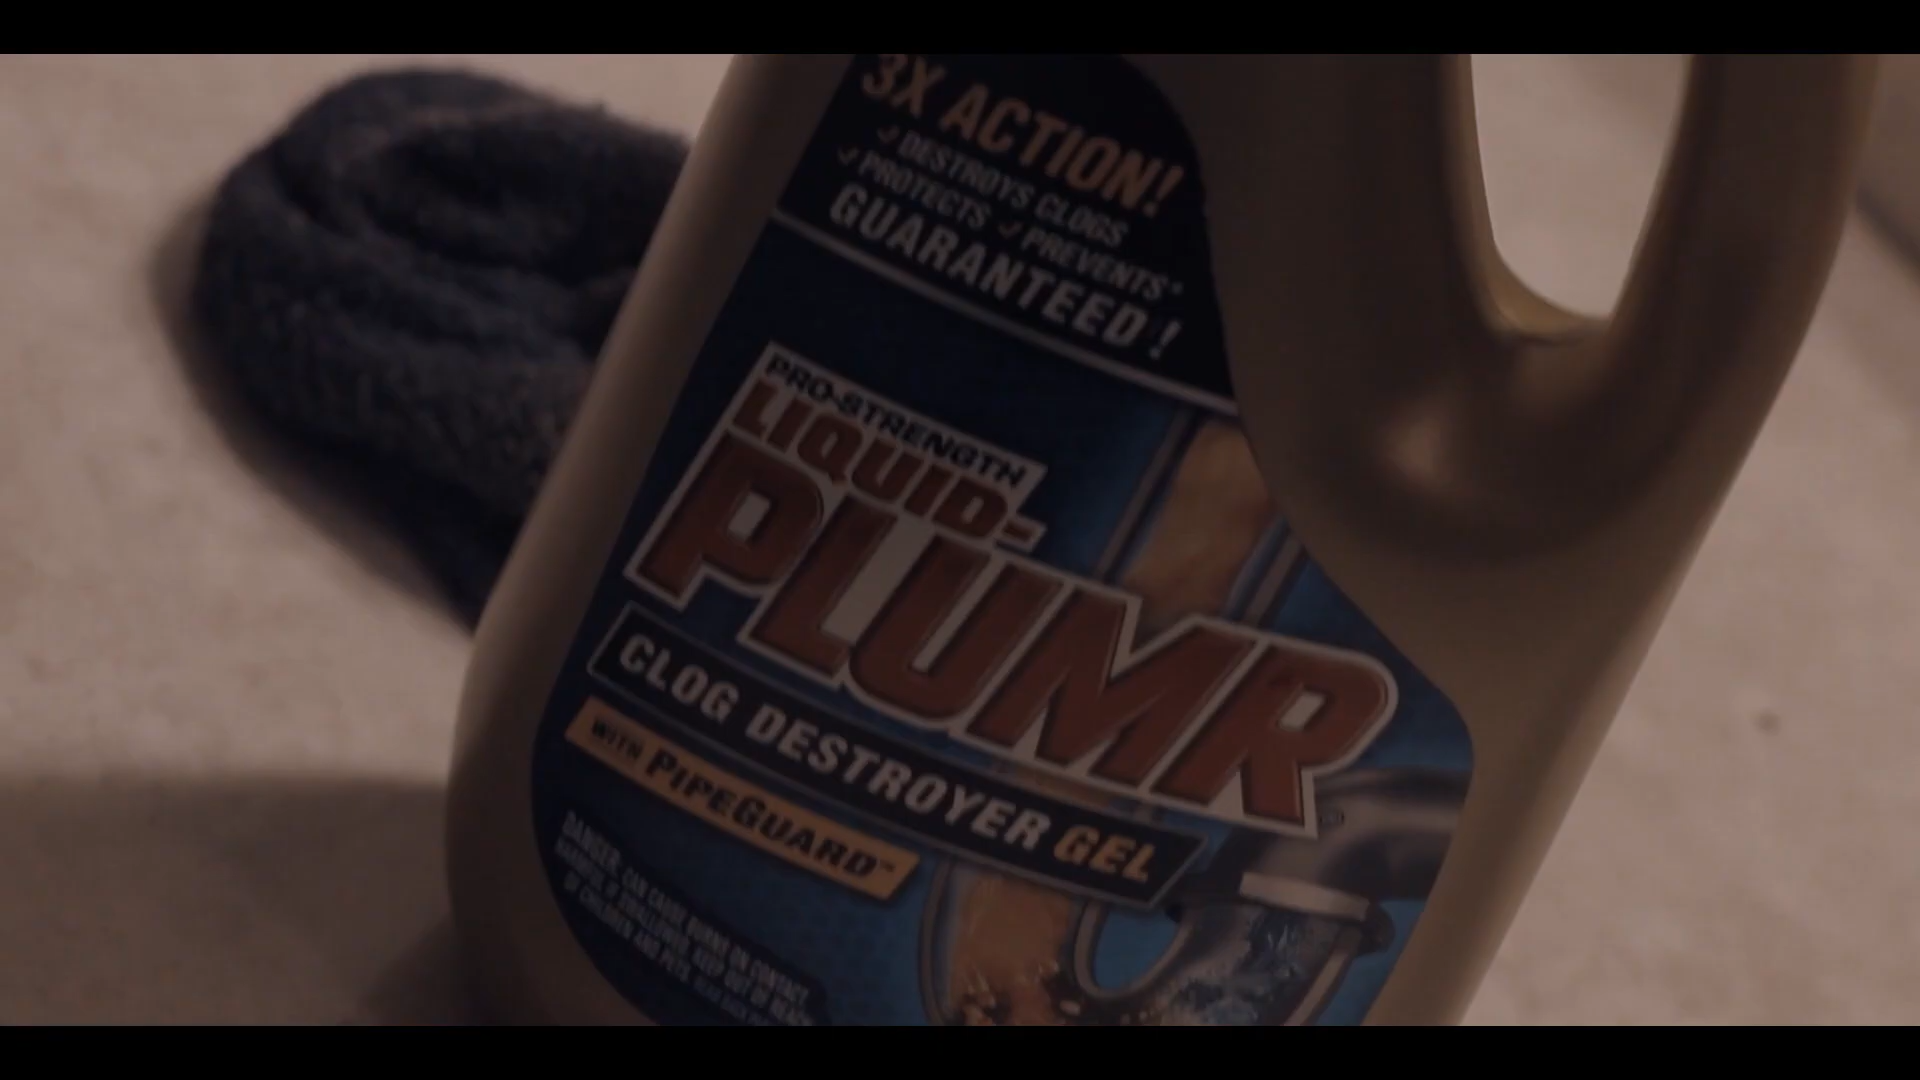 3X ACTION!
✓ DESTROYS CLOGS
✓ PROTECTS ✓ PREVENTS*
GUARANTEED!
PRO-STRENGTH
LIQUID-
PLUMR®
CLOG DESTROYER GEL
WITH PIPEGUARD™
DANGER: CAN CAUSE BURNS ON CONTACT.
HARMFUL IF SWALLOWED. KEEP OUT OF REACH
OF CHILDREN AND PETS.